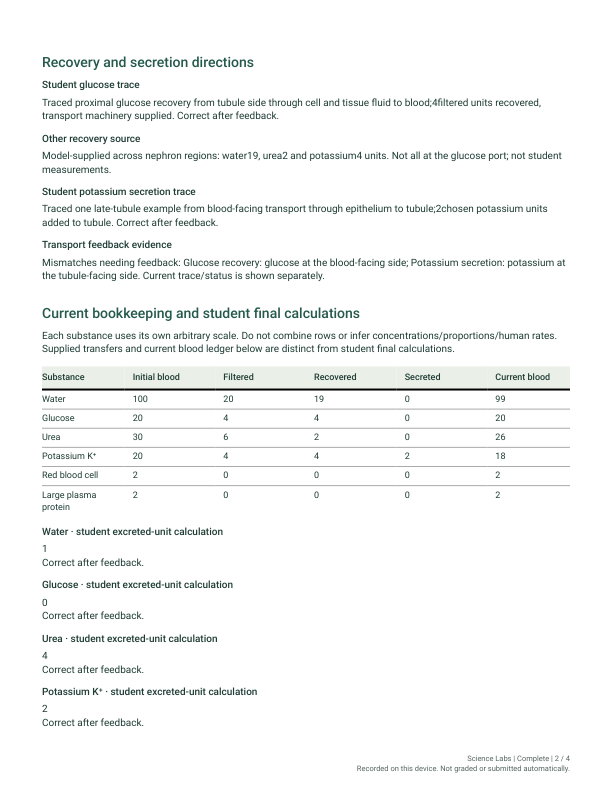 Recovery and secretion directions
Student glucose trace
Traced proximal glucose recovery from tubule side through cell and tissue fluid to blood;4filtered units recovered,
transport machinery supplied. Correct after feedback.
Other recovery source
Model-supplied across nephron regions: water19, urea2 and potassium4 units. Not all at the glucose port; not student
measurements.
Student potassium secretion trace
Traced one late-tubule example from blood-facing transport through epithelium to tubule;2chosen potassium units
added to tubule. Correct after feedback.
Transport feedback evidence
Mismatches needing feedback: Glucose recovery: glucose at the blood-facing side; Potassium secretion: potassium at
the tubule-facing side. Current trace/status is shown separately.
Current bookkeeping and student final calculations
Each substance uses its own arbitrary scale. Do not combine rows or infer concentrations/proportions/human rates.
Supplied transfers and current blood ledger below are distinct from student final calculations.
Substance Initial blood Filtered Recovered Secreted Current blood
Water 100 20 19 0 99
Glucose 20 4 4 0 20
Urea 30 6 2 0 26
Potassium K⁺ 20 4 4 2 18
Red blood cell 2 0 0 0 2
Large plasma protein 2 0 0 0 2
Water · student excreted-unit calculation
1
Correct after feedback.
Glucose · student excreted-unit calculation
0
Correct after feedback.
Urea · student excreted-unit calculation
4
Correct after feedback.
Potassium K⁺ · student excreted-unit calculation
2
Correct after feedback.
Science Labs | Complete | 2 / 4
Recorded on this device. Not graded or submitted automatically.